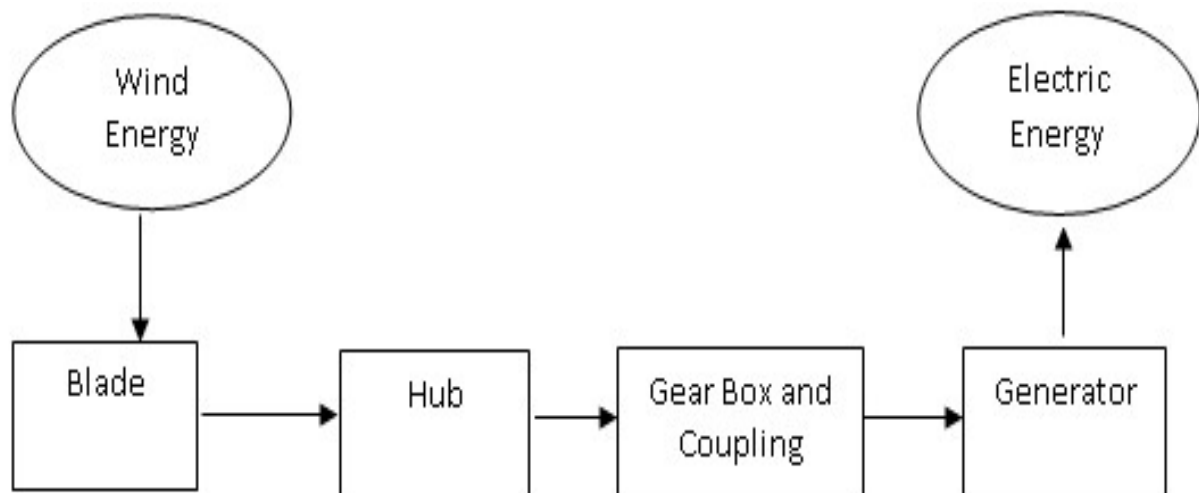 Wind
Energy
Electric
Energy
Blade
Hub
Gear Box and
Coupling
Generator